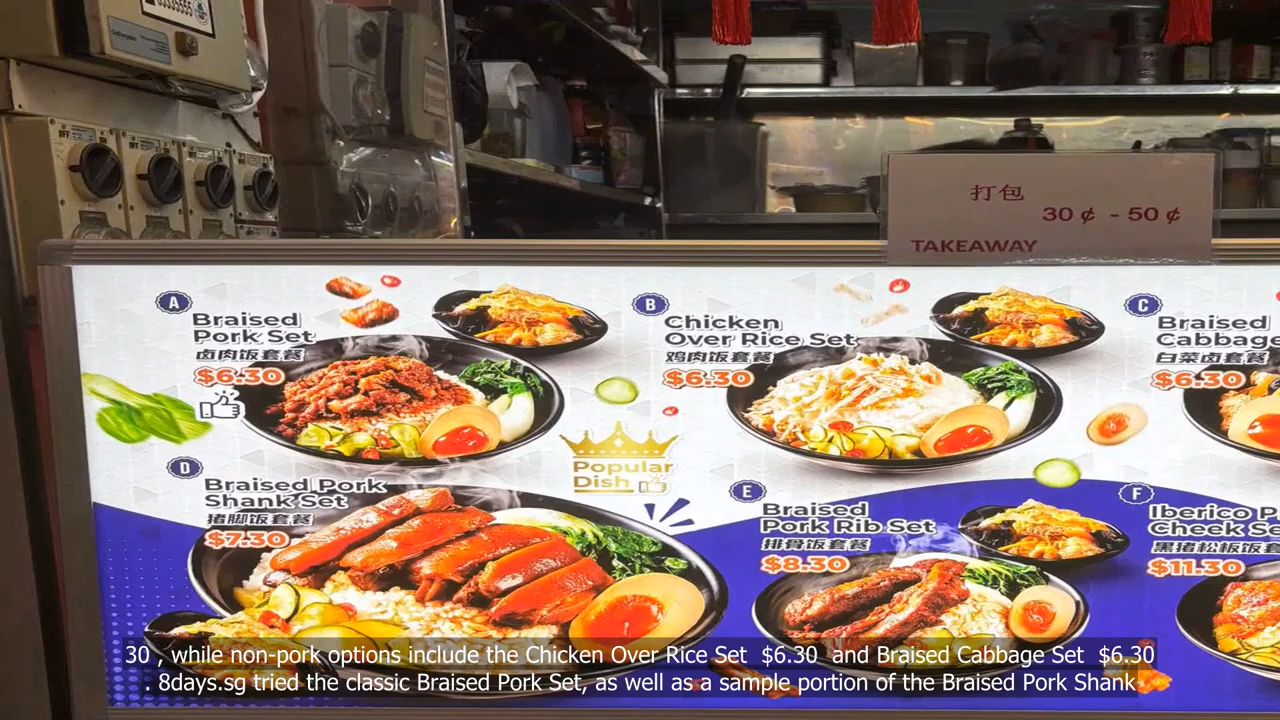 打包
30 ¢ - 50 ¢
TAKEAWAY
A
Braised
Pork Set
卤肉饭套餐
$6.30
B
Chicken
Over Rice Set
鸡肉饭套餐
$6.30
C
Braised
Cabbage
白菜卤套餐
$6.30
Popular
Dish
D
Braised Pork
Shank Set
猪脚饭套餐
$7.30
E
Braised
Pork Rib Set
排骨饭套餐
$8.30
F
Iberico P
Cheek Se
黑猪松板饭套
$11.30
30 , while non-pork options include the Chicken Over Rice Set $6.30 and Braised Cabbage Set $6.30
. 8days.sg tried the classic Braised Pork Set, as well as a sample portion of the Braised Pork Shank